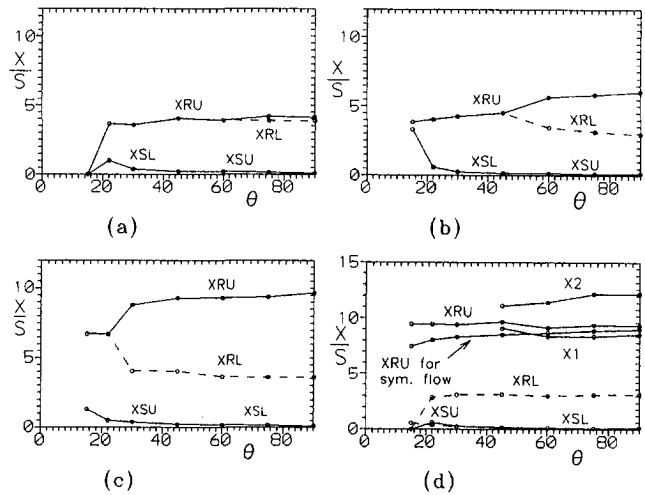 10
X/S
5
0
XRU
XRL
XSL
XSU
0 20 40 60 80
θ
(a)
10
X/S
5
0
XRU
XRL
XSL
XSU
0 20 40 60 80
θ
(b)
10
X/S
5
0
XRU
XRL
XSU
XSL
0 20 40 60 80
θ
(c)
15
10
X/S
5
0
X2
XRU
X1
XRU for
sym. flow
XRL
XSU
XSL
0 20 40 60 80
θ
(d)